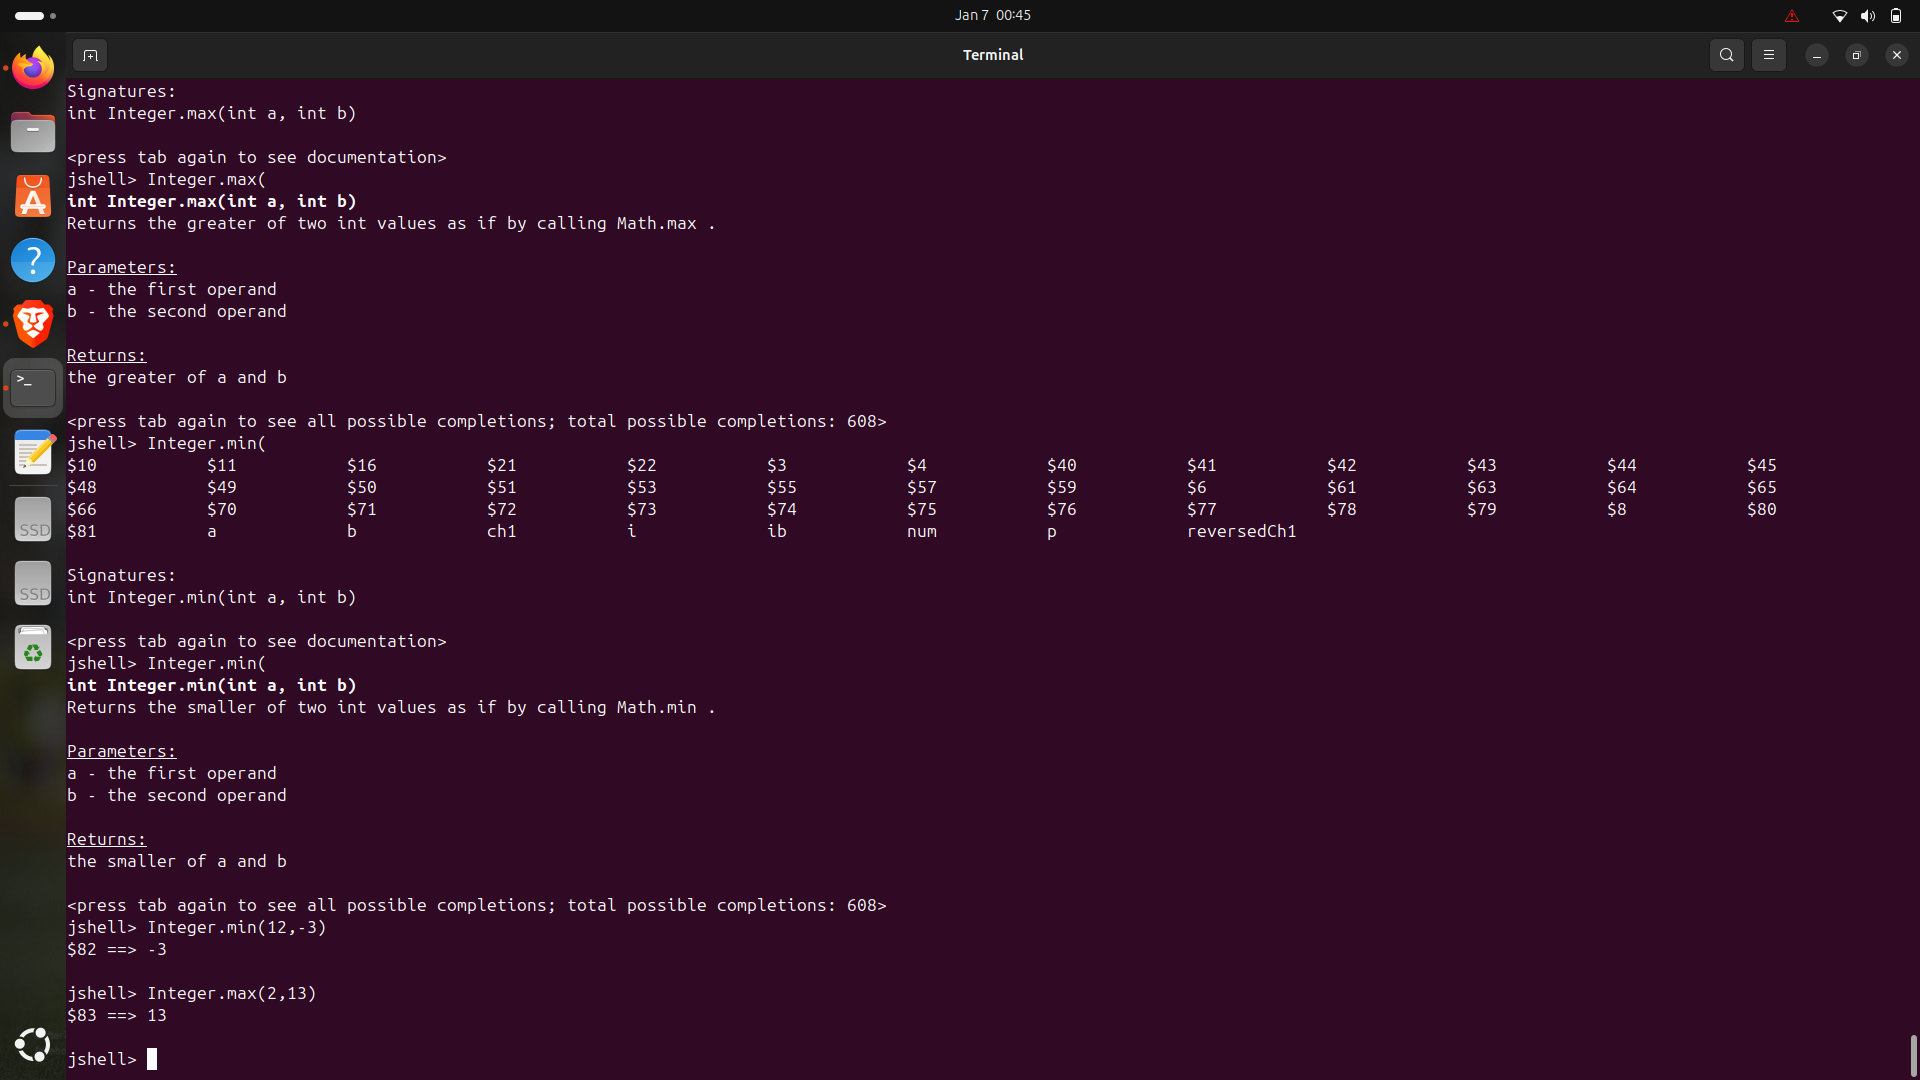 Jan 7 00:45
Terminal
Signatures:
int Integer.max(int a, int b)
<press tab again to see documentation>
jshell> Integer.max(
int Integer.max(int a, int b)
Returns the greater of two int values as if by calling Math.max .
Parameters:
a - the first operand
b - the second operand
Returns:
the greater of a and b
<press tab again to see all possible completions; total possible completions: 608>
jshell> Integer.min(
$10 $11 $16 $21 $22 $3 $4 $40 $41 $42 $43 $44 $45
$48 $49 $50 $51 $53 $55 $57 $59 $6 $61 $63 $64 $65
$66 $70 $71 $72 $73 $74 $75 $76 $77 $78 $79 $8 $80
$81 a b ch1 i ib num p reversedCh1
Signatures:
int Integer.min(int a, int b)
<press tab again to see documentation>
jshell> Integer.min(
int Integer.min(int a, int b)
Returns the smaller of two int values as if by calling Math.min .
Parameters:
a - the first operand
b - the second operand
Returns:
the smaller of a and b
<press tab again to see all possible completions; total possible completions: 608>
jshell> Integer.min(12,-3)
$82 ==> -3
jshell> Integer.max(2,13)
$83 ==> 13
jshell>
>_
SSD
SSD